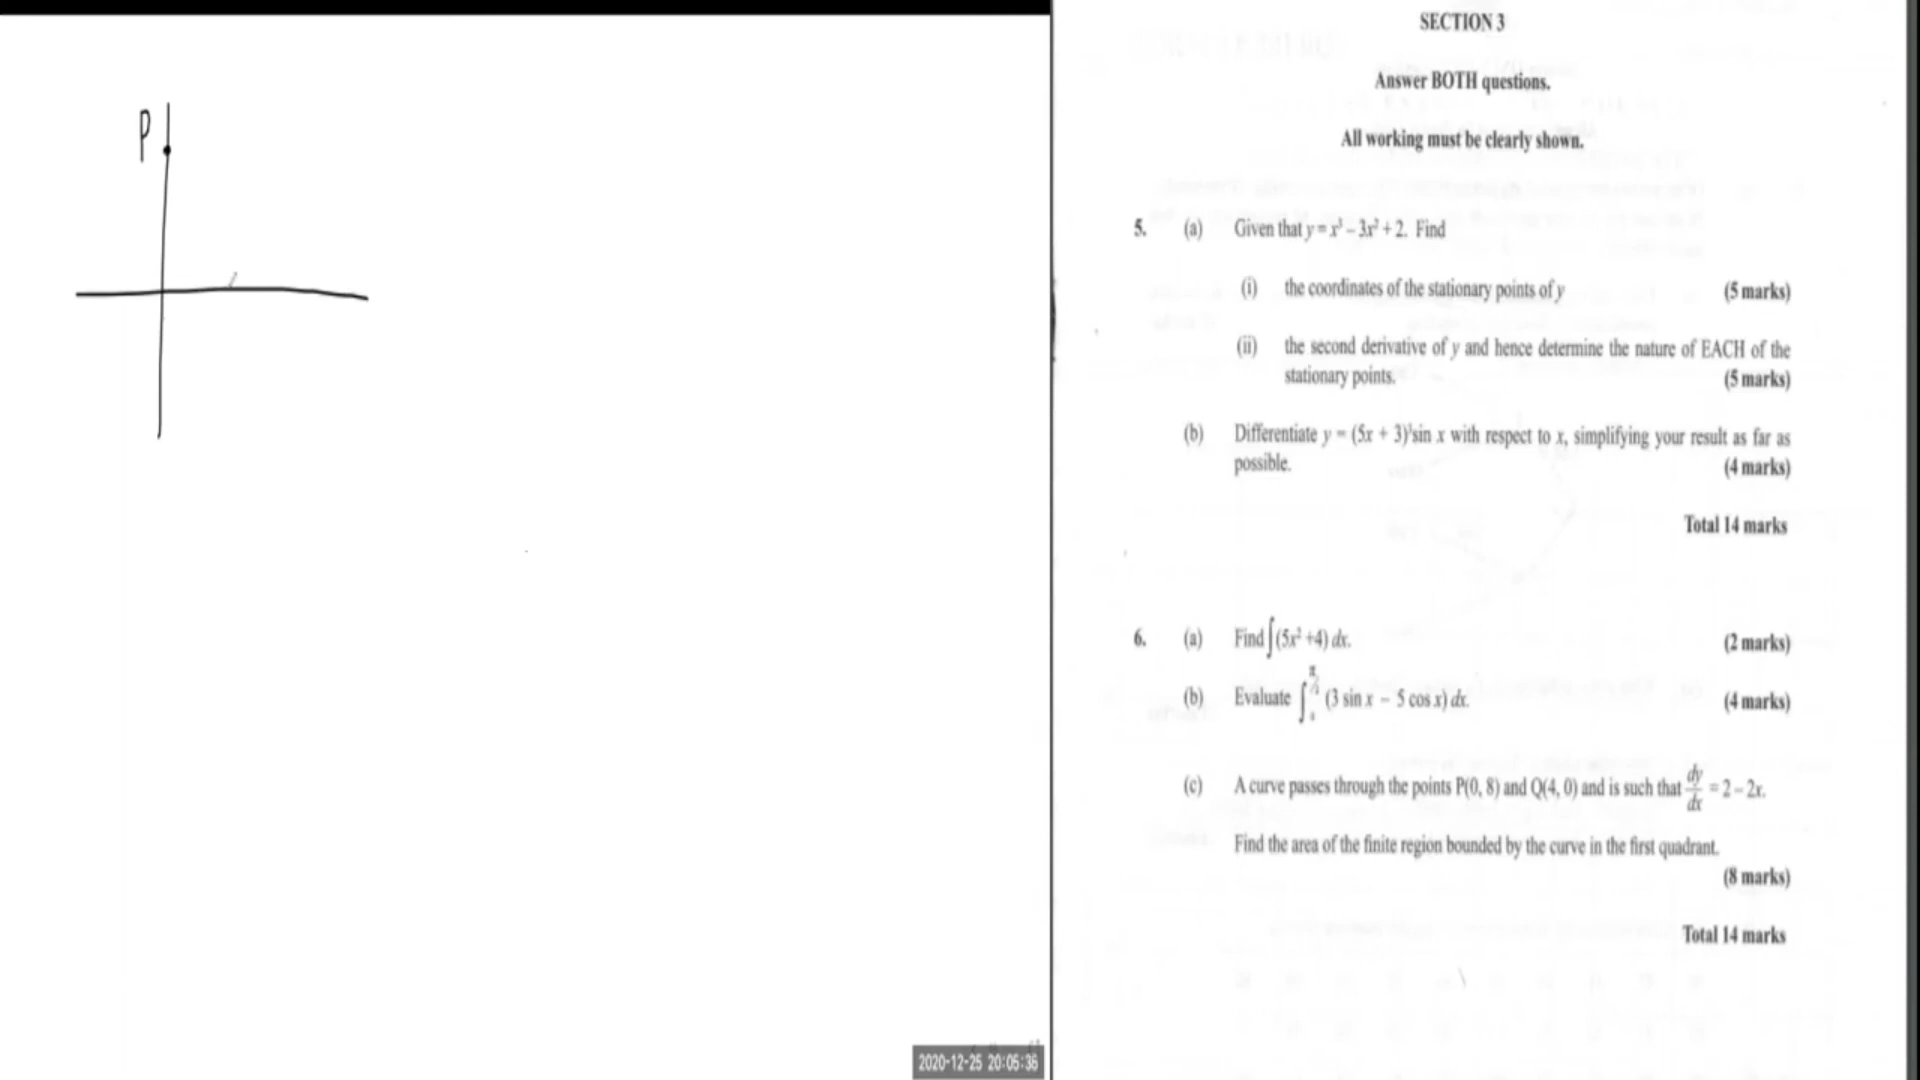 P
SECTION 3
Answer BOTH questions.
All working must be clearly shown.
5. (a) Given that y = x³ – 3x² + 2. Find
(i) the coordinates of the stationary points of y (5 marks)
(ii) the second derivative of y and hence determine the nature of EACH of the
stationary points. (5 marks)
(b) Differentiate y = (5x + 3)³sin x with respect to x, simplifying your result as far as
possible. (4 marks)
Total 14 marks
6. (a) Find ∫(5x² +4) dx. (2 marks)
(b) Evaluate ∫ (3 sin x – 5 cos x) dx. (4 marks)
(c) A curve passes through the points P(0, 8) and Q(4, 0) and is such that dy/dx = 2 – 2x.
Find the area of the finite region bounded by the curve in the first quadrant.
(8 marks)
Total 14 marks
2020-12-25 20:05:36